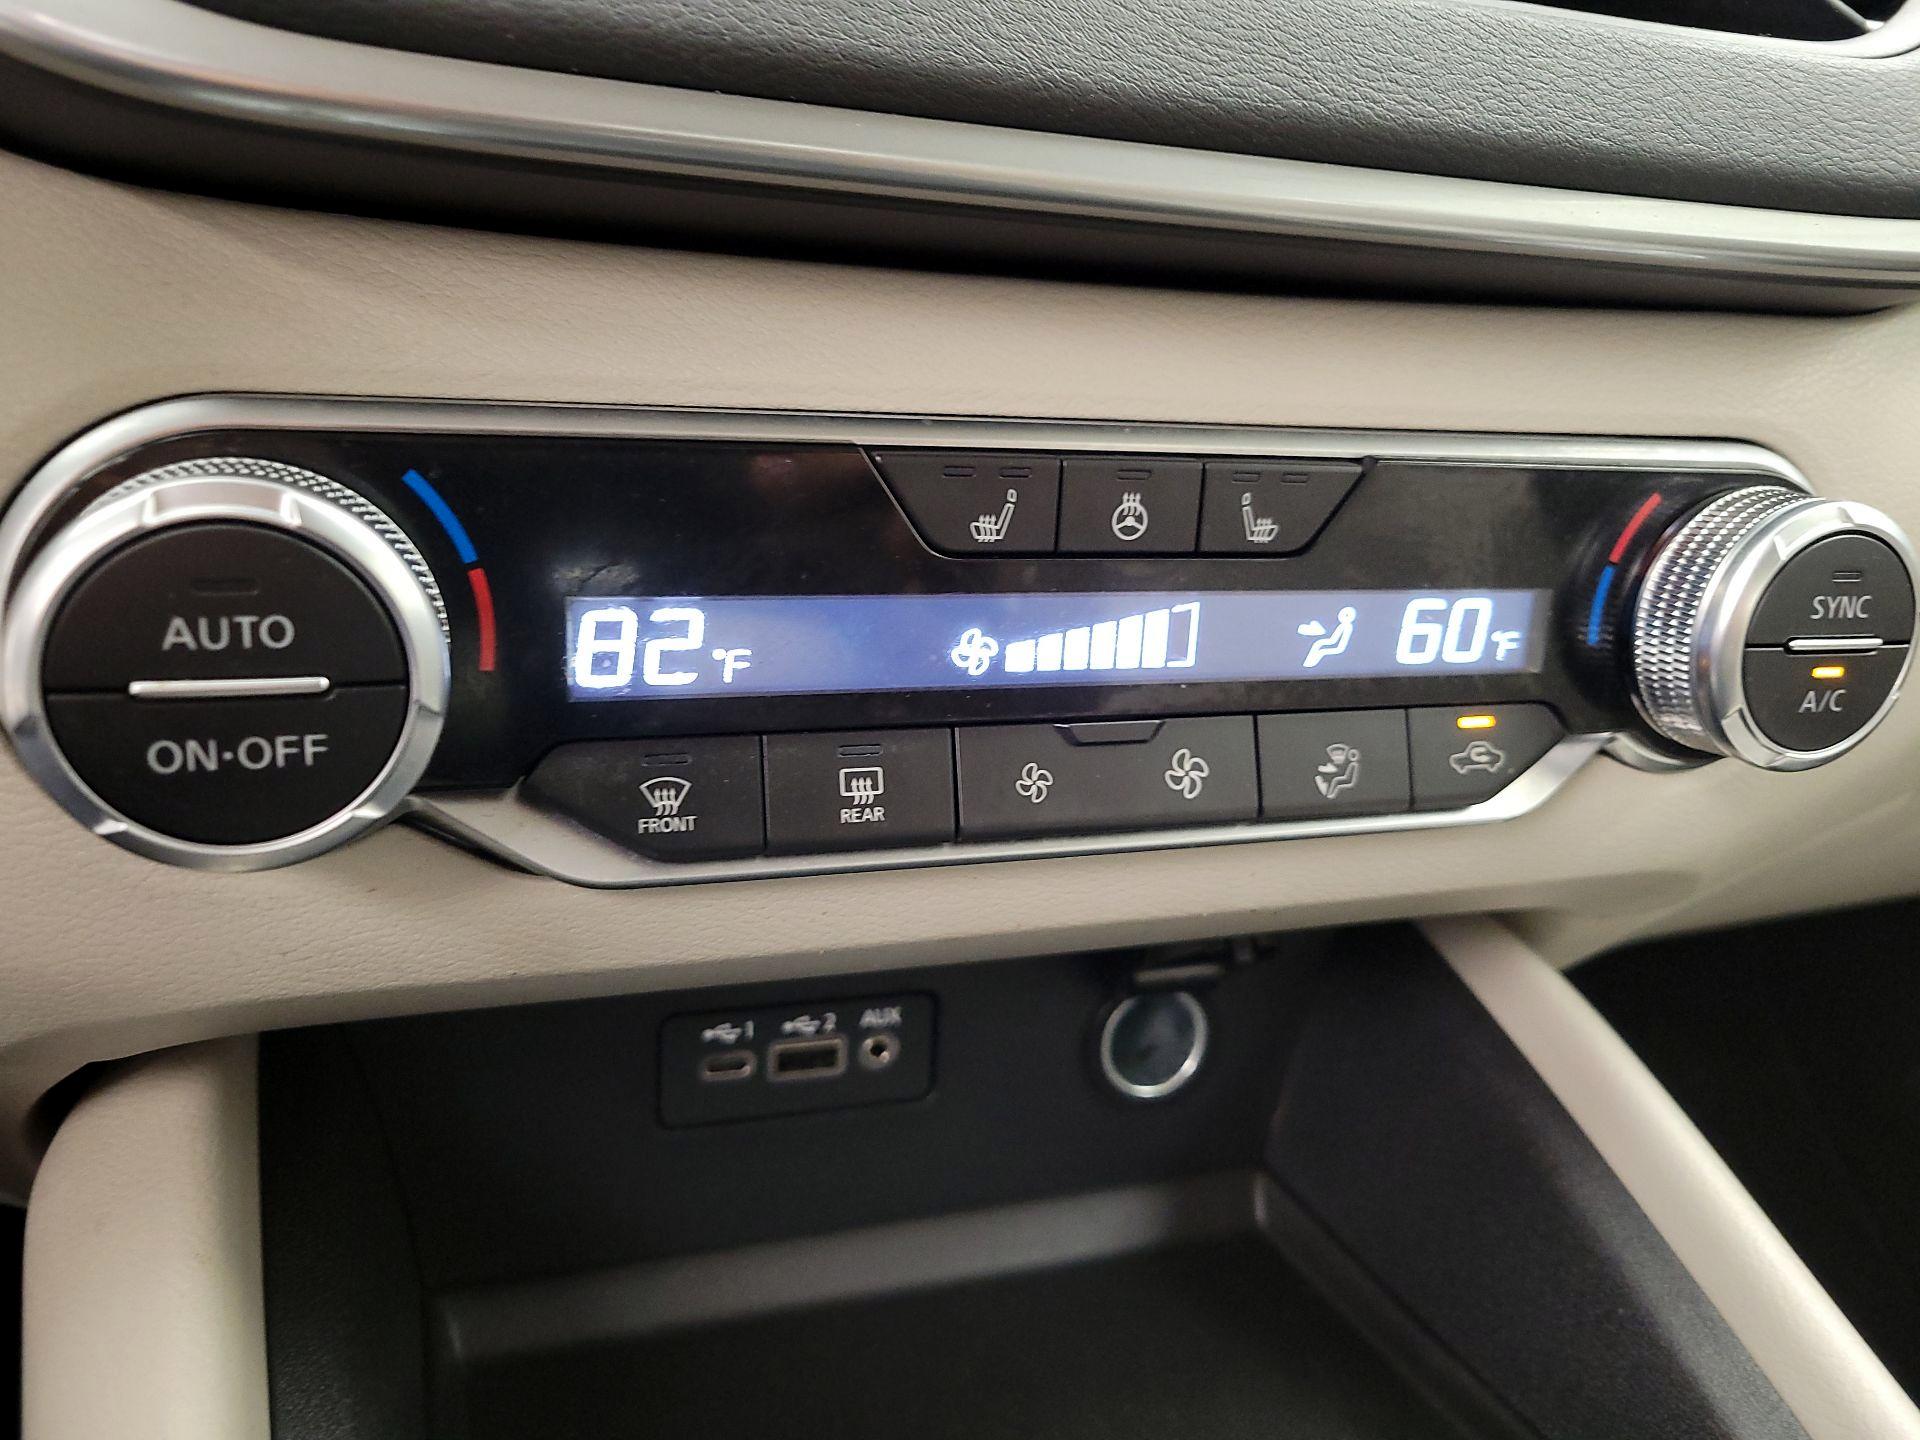 AUTO
ON·OFF
82°F
60°F
SYNC
A/C
FRONT
REAR
1
2
AUX